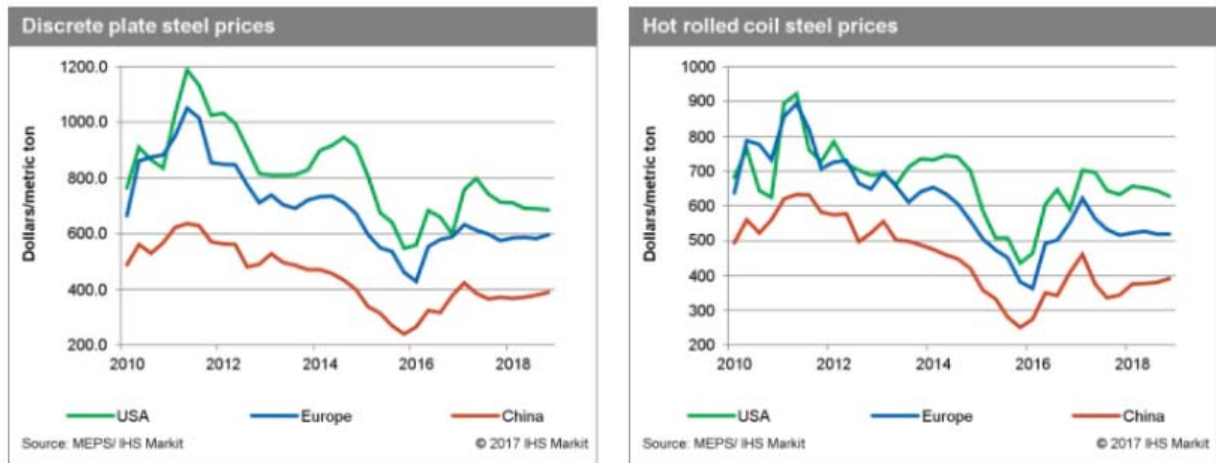 Discrete plate steel prices
Dollars/metric ton
1200.0
1000.0
800.0
600.0
400.0
200.0
2010 2012 2014 2016 2018
USA Europe China
Source: MEPS/ IHS Markit © 2017 IHS Markit
Hot rolled coil steel prices
Dollars/metric ton
1000
900
800
700
600
500
400
300
200
2010 2012 2014 2016 2018
USA Europe China
Source: MEPS/ IHS Markit © 2017 IHS Markit